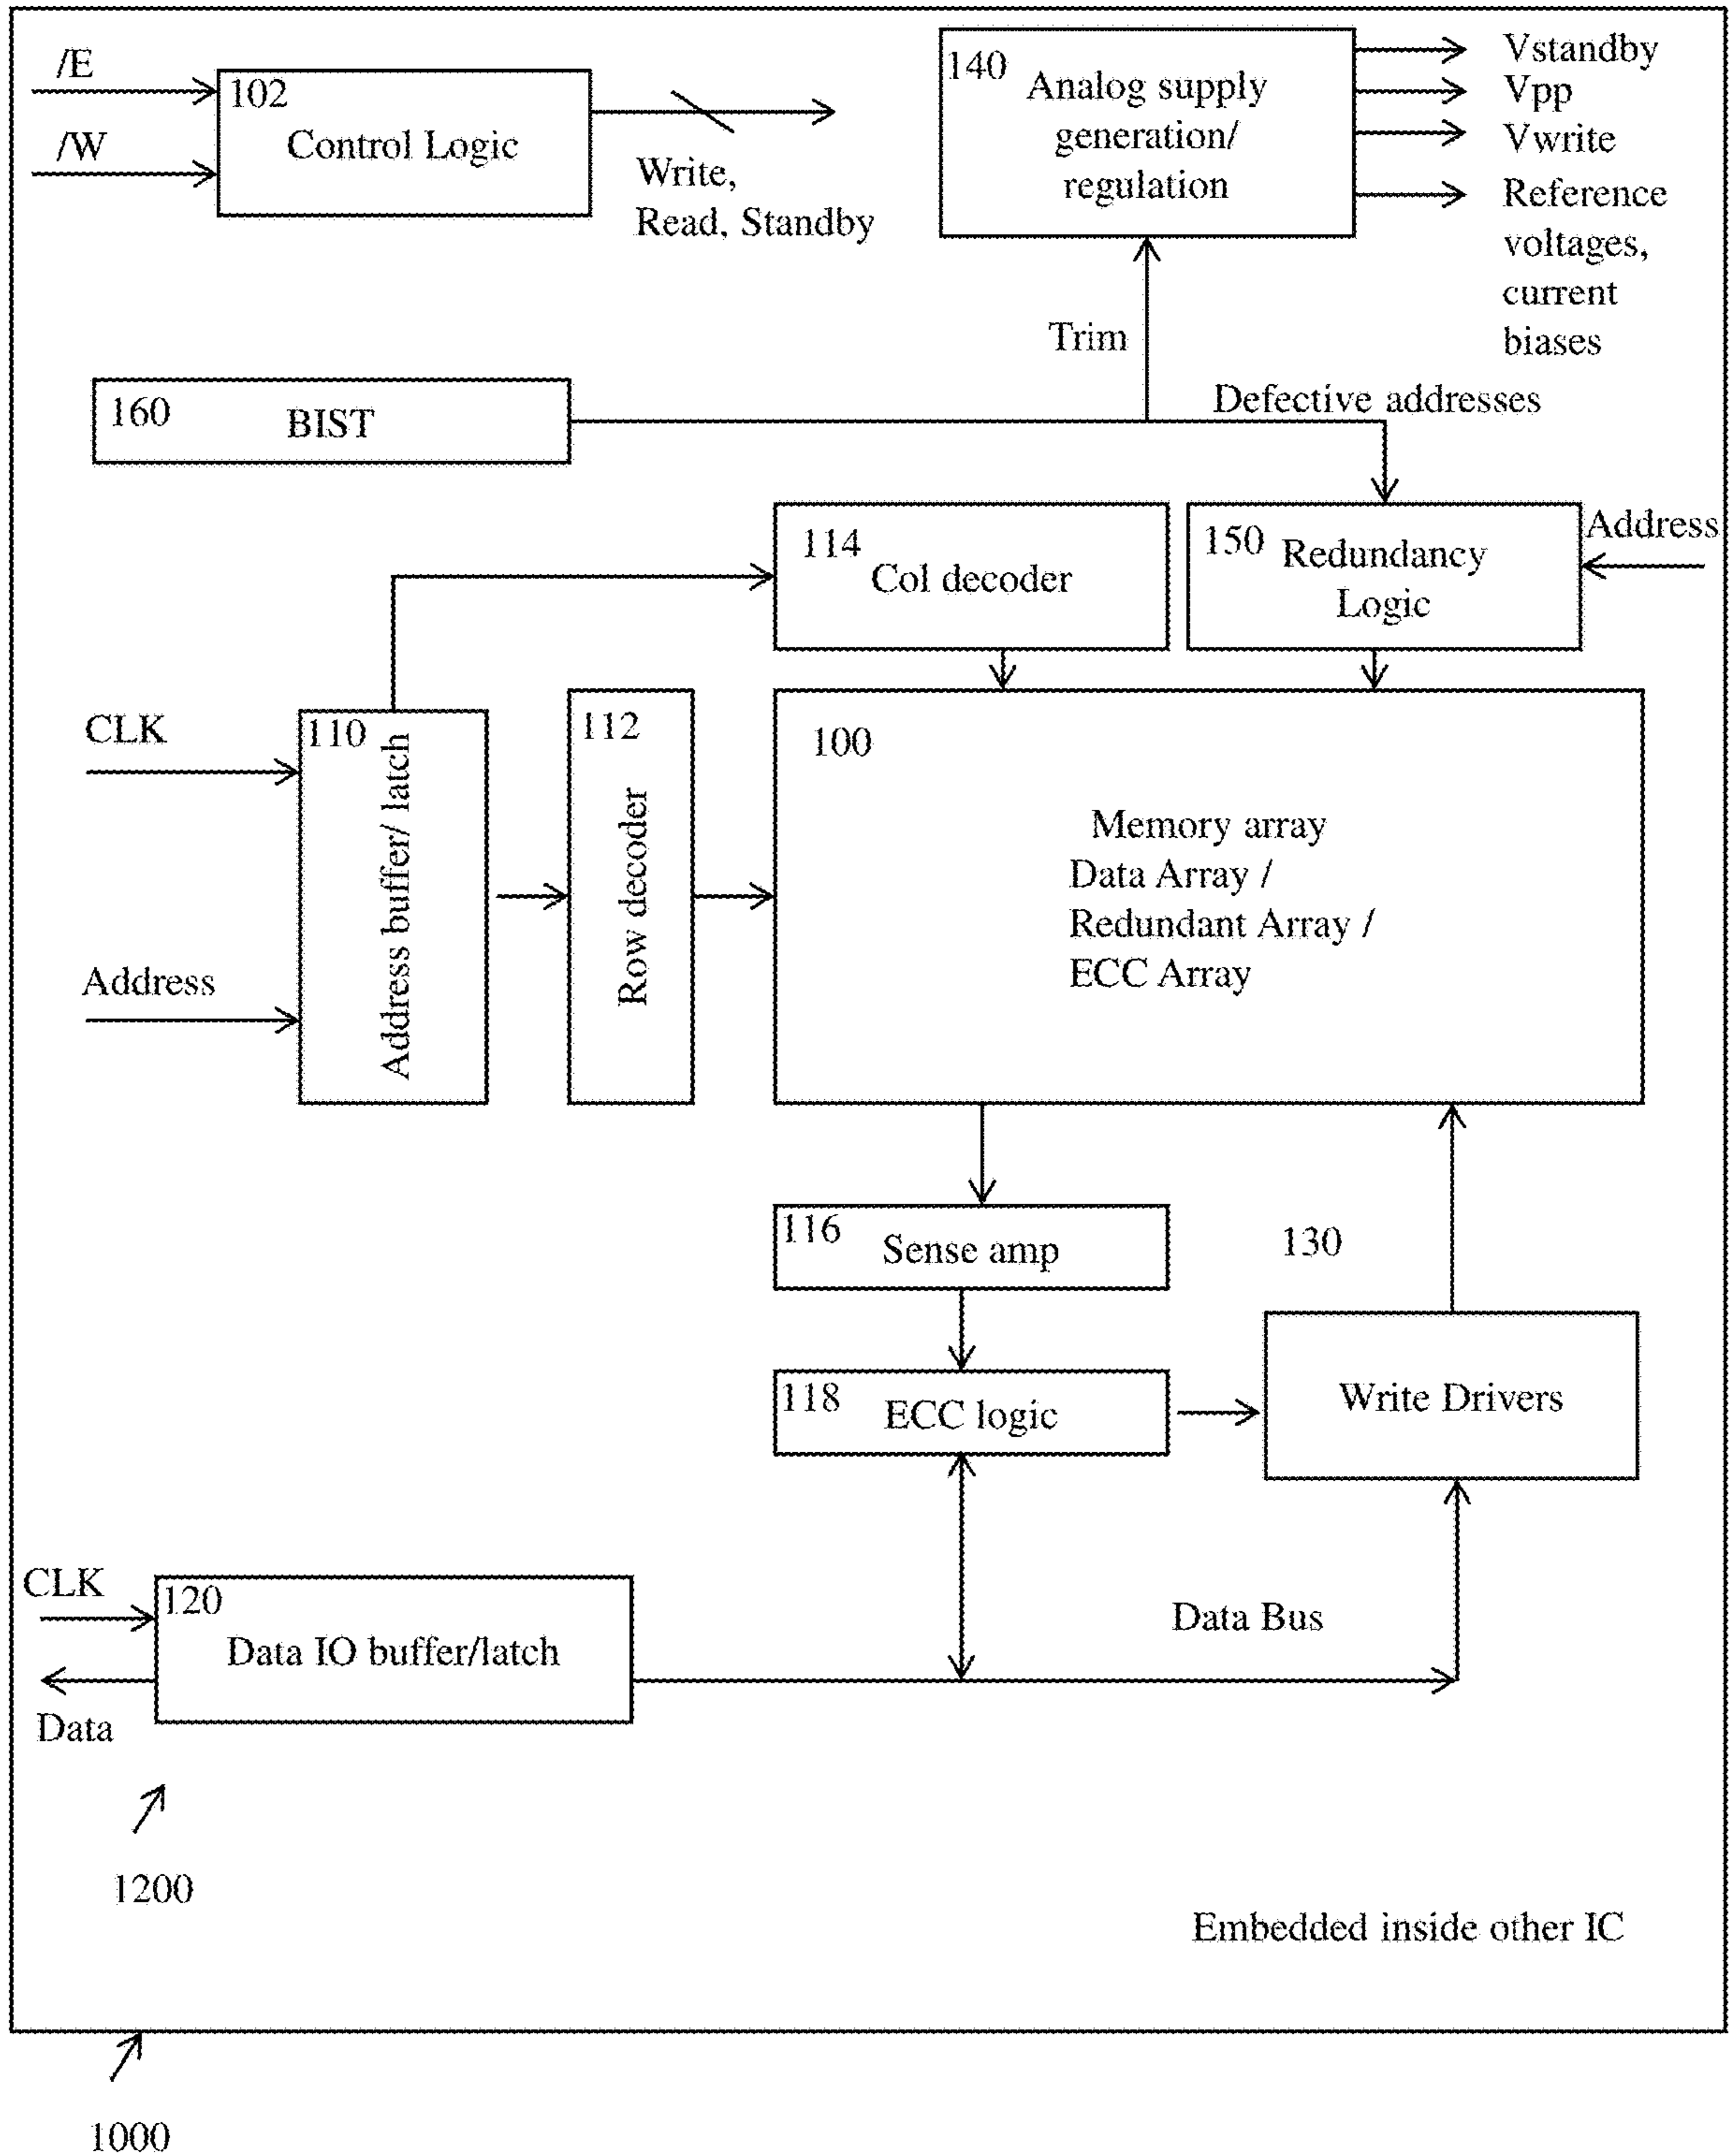 /E
/W
102
Control Logic
Write,
Read, Standby
140
Analog supply
generation/
regulation
Vstandby
Vpp
Vwrite
Reference
voltages,
current
biases
Trim
160
BIST
Defective addresses
114
Col decoder
150
Redundancy
Logic
Address
CLK
Address
110
Address buffer/ latch
112
Row decoder
100
Memory array
Data Array /
Redundant Array /
ECC Array
116
Sense amp
130
118
ECC logic
Write Drivers
CLK
120
Data IO buffer/latch
Data
Data Bus
1200
Embedded inside other IC
1000